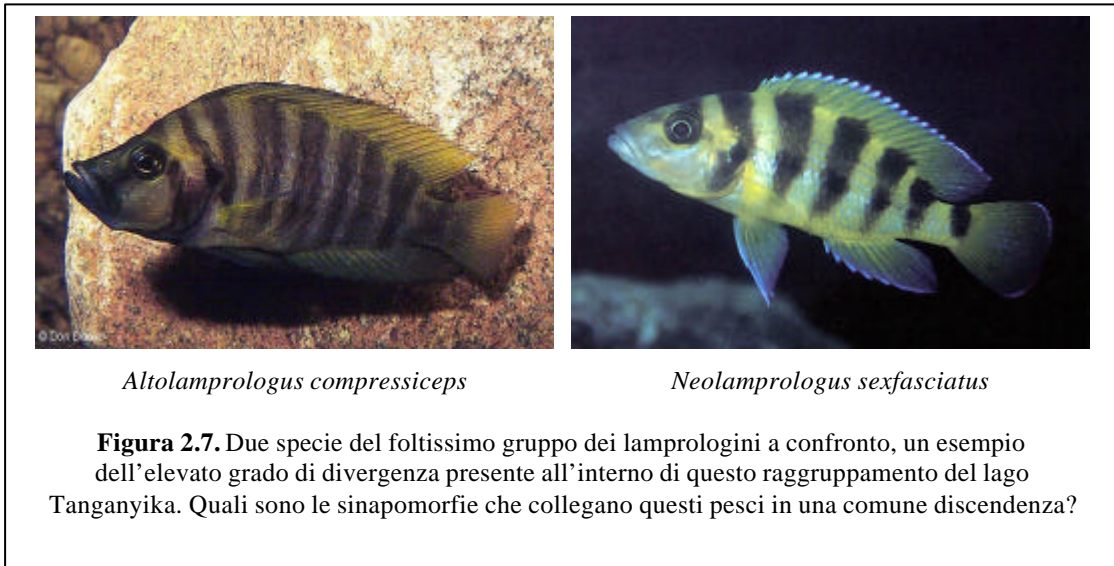 © Don
Altolamprologus compressiceps
Neolamprologus sexfasciatus
Figura 2.7. Due specie del foltissimo gruppo dei lamprologini a confronto, un esempio
dell’elevato grado di divergenza presente all’interno di questo raggruppamento del lago
Tanganyika. Quali sono le sinapomorfie che collegano questi pesci in una comune discendenza?